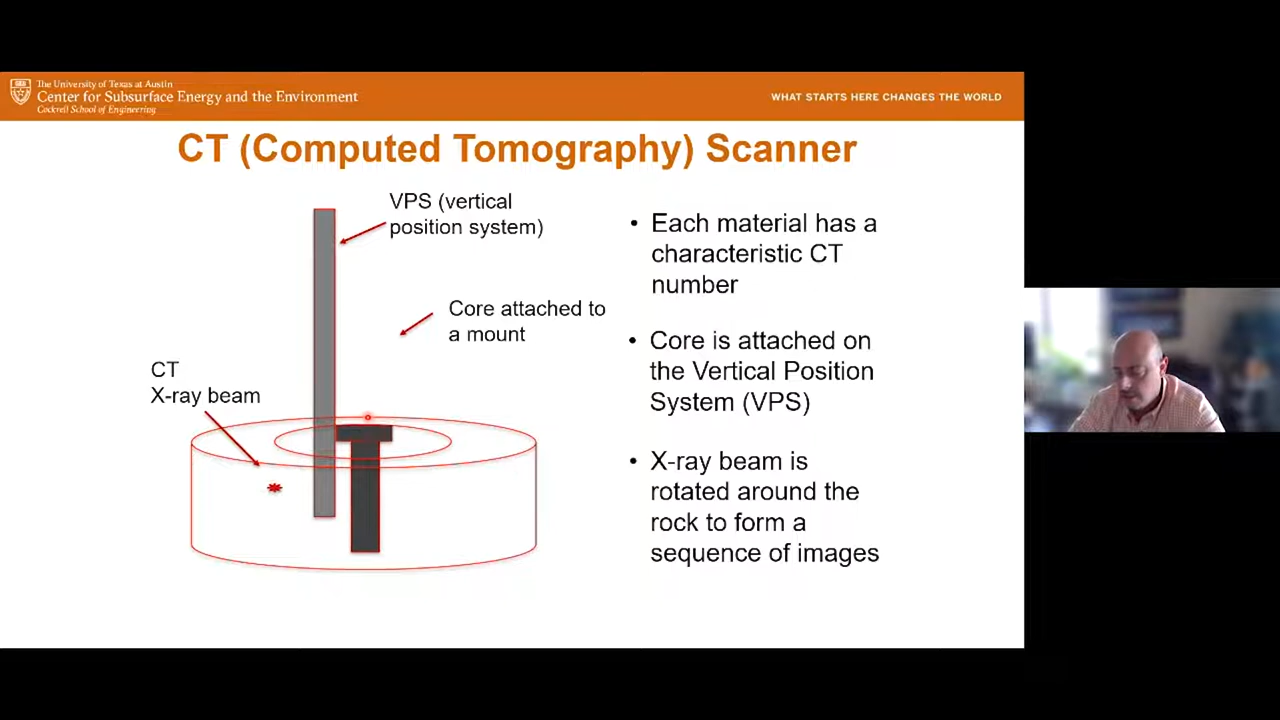 The University of Texas at Austin
Center for Subsurface Energy and the Environment
Cockrell School of Engineering
WHAT STARTS HERE CHANGES THE WORLD
CT (Computed Tomography) Scanner
VPS (vertical
position system)
Core attached to
a mount
CT
X-ray beam
• Each material has a
characteristic CT
number
• Core is attached on
the Vertical Position
System (VPS)
• X-ray beam is
rotated around the
rock to form a
sequence of images